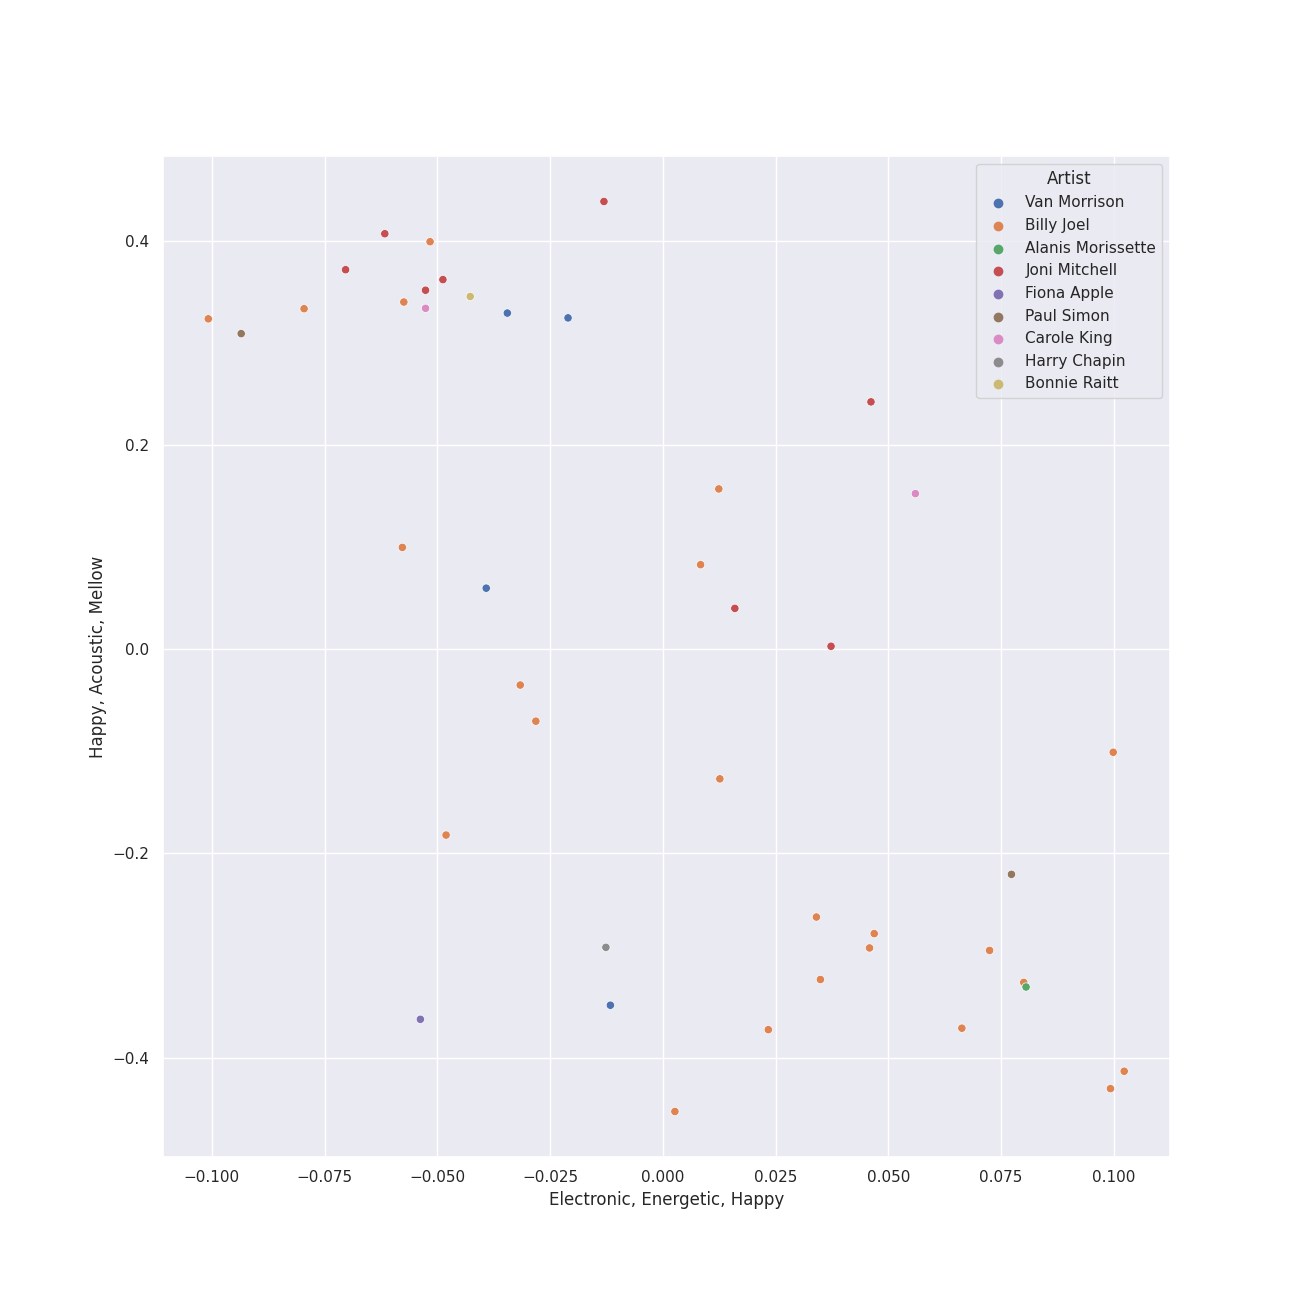 Artist
Van Morrison
Billy Joel
Alanis Morissette
Joni Mitchell
Fiona Apple
Paul Simon
Carole King
Harry Chapin
Bonnie Raitt
0.4
0.2
0.0
−0.2
−0.4
Happy, Acoustic, Mellow
−0.100 −0.075 −0.050 −0.025 0.000 0.025 0.050 0.075 0.100
Electronic, Energetic, Happy